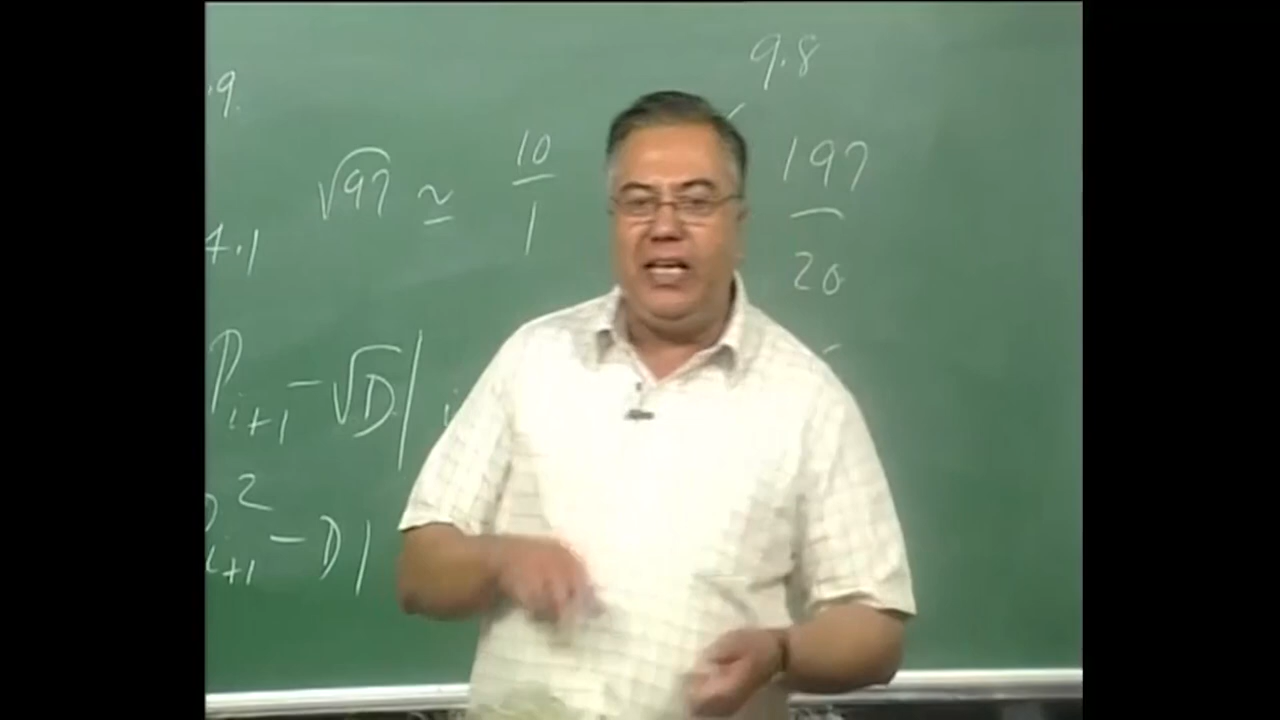 .9.
9.8
√97 ≃ 10/1 197/20
4.1
P_{i+1} - √D| i
P²_{i+1} - D|